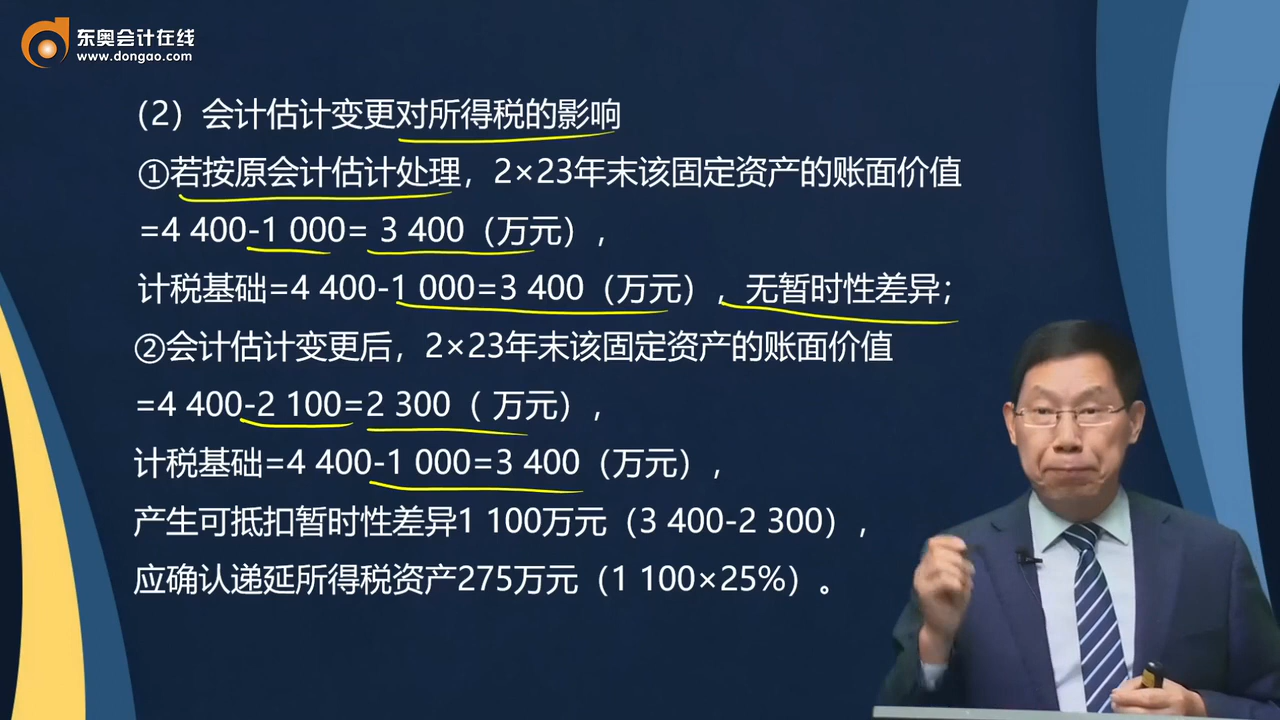 东奥会计在线
www.dongao.com
（2）会计估计变更对所得税的影响
①若按原会计估计处理，2×23年末该固定资产的账面价值
=4 400-1 000= 3 400（万元），
计税基础=4 400-1 000=3 400（万元），无暂时性差异；
②会计估计变更后，2×23年末该固定资产的账面价值
=4 400-2 100=2 300（ 万元），
计税基础=4 400-1 000=3 400（万元），
产生可抵扣暂时性差异1 100万元（3 400-2 300），
应确认递延所得税资产275万元（1 100×25%）。